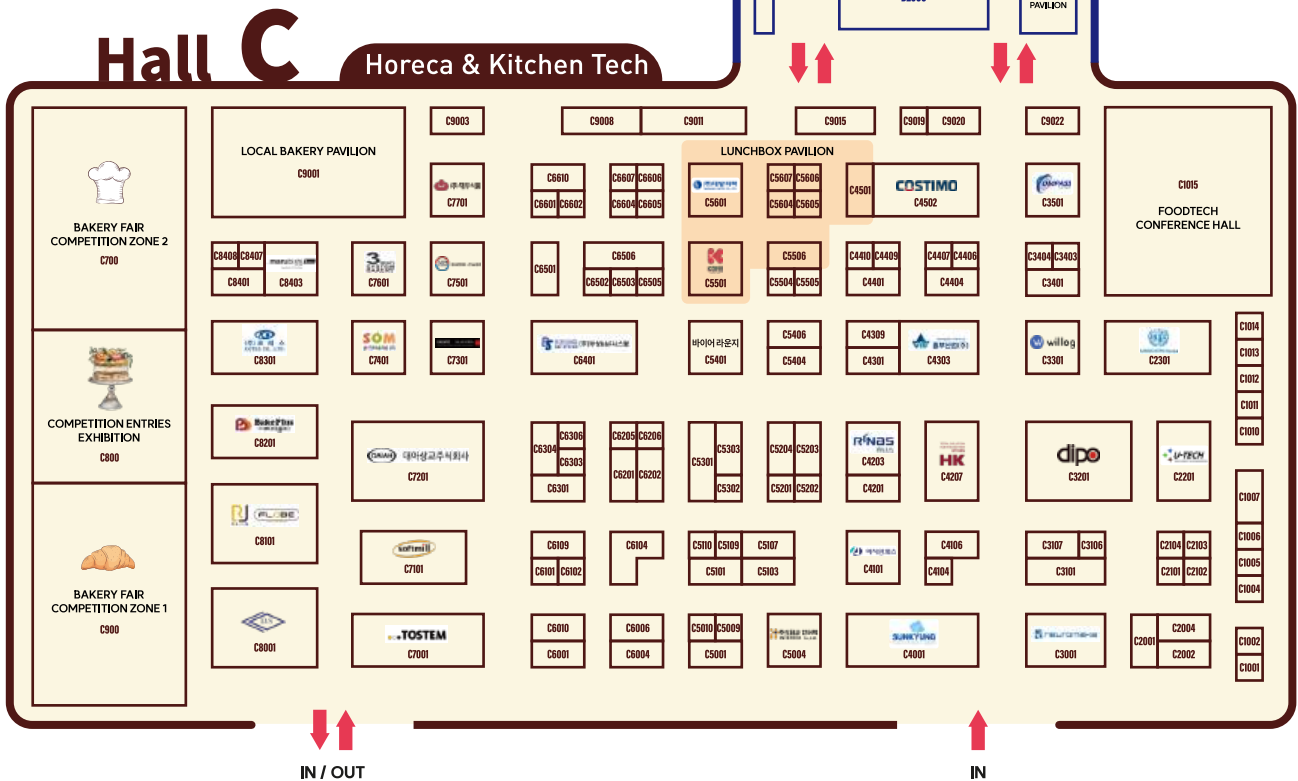 PAVILION
Hall C
Horeca & Kitchen Tech
C9003
C9008
C9011
C9015
C9019
C9020
C9022
BAKERY FAIR
COMPETITION ZONE 2
C700
LOCAL BAKERY PAVILION
C9001
LUNCHBOX PAVILION
C7701
C6610
C6601
C6602
C6607
C6606
C6604
C6605
C5601
C5607
C5606
C5604
C5605
C4501
COSTIMO
C4502
C3501
C1015
FOODTECH
CONFERENCE HALL
C8408
C8407
C8401
C8403
C7601
C7501
C6501
C6506
C6502
C6503
C6505
C5501
C5506
C5504
C5505
C4410
C4409
C4401
C4407
C4406
C4404
C3404
C3403
C3401
COMPETITION ENTRIES
EXHIBITION
C800
C8301
SOM
C7401
C7301
C6401
바이어 라운지
C5401
C5406
C5404
C4309
C4301
C4303
willog
C3301
C2301
C1014
C1013
C1012
C1011
C1010
BakePlus
C8201
DAIAH 대아상교주식회사
C7201
C6304
C6306
C6303
C6301
C6205
C6206
C6201
C6202
C5301
C5303
C5302
C5204
C5203
C5201
C5202
RINAS
C4203
C4201
HK
C4207
dipo
C3201
U-TECH
C2201
BAKERY FAIR
COMPETITION ZONE 1
C900
RJ FLOBE
C8101
softmill
C7101
C6109
C6101
C6102
C6104
C5110
C5109
C5107
C5101
C5103
C4101
C4106
C4104
C3107
C3106
C3101
C2104
C2103
C2101
C2102
C1007
C1006
C1005
C1004
C8001
TOSTEM
C7001
C6010
C6001
C6006
C6004
C5010
C5009
C5001
C5004
SUNKYUNG
C4001
neuromeka
C3001
C2001
C2004
C2002
C1002
C1001
IN / OUT
IN